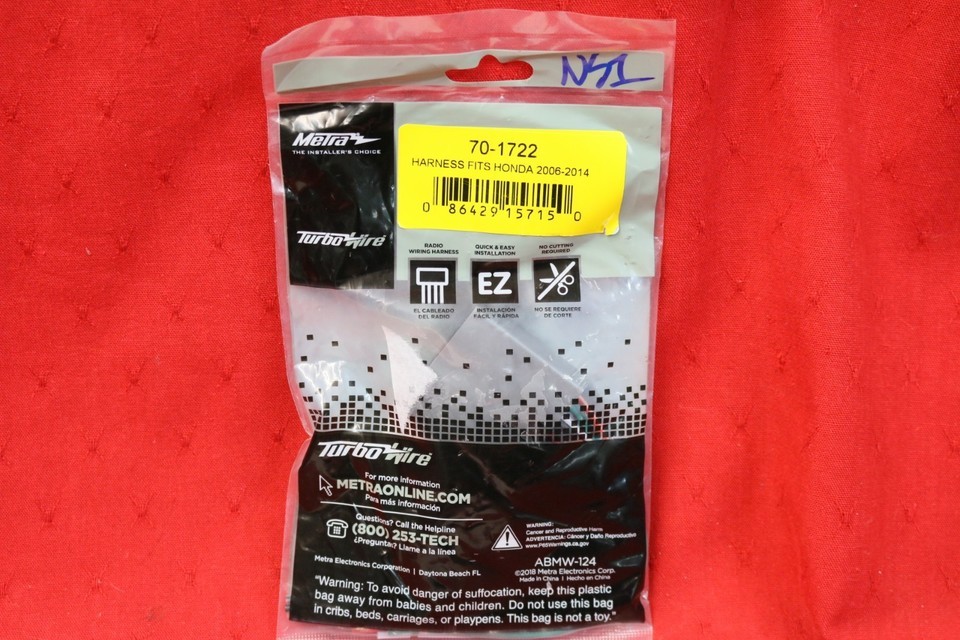 NS1
Metra
THE INSTALLER'S CHOICE
70-1722
HARNESS FITS HONDA 2006-2014
0 86429 15715 0
TurboWire
RADIO
WIRING HARNESS
EL CABLEADO
DEL RADIO
QUICK & EASY
INSTALLATION
EZ
INSTALACIÓN
FÁCIL Y RÁPIDA
NO CUTTING
REQUIRED
NO SE REQUIERE
DE CORTE
TurboWire
For more information
METRAONLINE.COM
Para más información
Questions? Call the Helpline
(800) 253-TECH
¿Preguntas? Llame a la línea
WARNING:
Cancer and Reproductive Harm
ADVERTENCIA: Cáncer y Daño Reproductivo
www.P65Warnings.ca.gov
Metra Electronics Corporation | Daytona Beach FL
ABMW-124
©2018 Metra Electronics Corp.
Made in China | Hecho en China
"Warning: To avoid danger of suffocation, keep this plastic
bag away from babies and children. Do not use this bag
in cribs, beds, carriages, or playpens. This bag is not a toy."